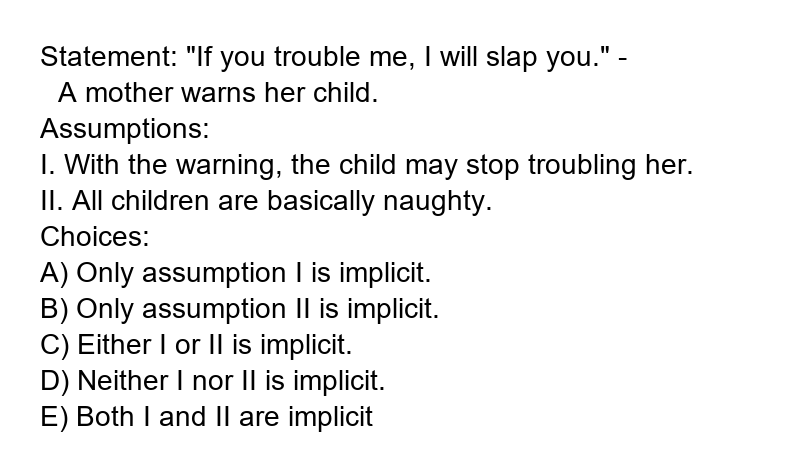 Statement: "If you trouble me, I will slap you." -
A mother warns her child.
Assumptions:
I. With the warning, the child may stop troubling her.
II. All children are basically naughty.
Choices:
A) Only assumption I is implicit.
B) Only assumption II is implicit.
C) Either I or II is implicit.
D) Neither I nor II is implicit.
E) Both I and II are implicit